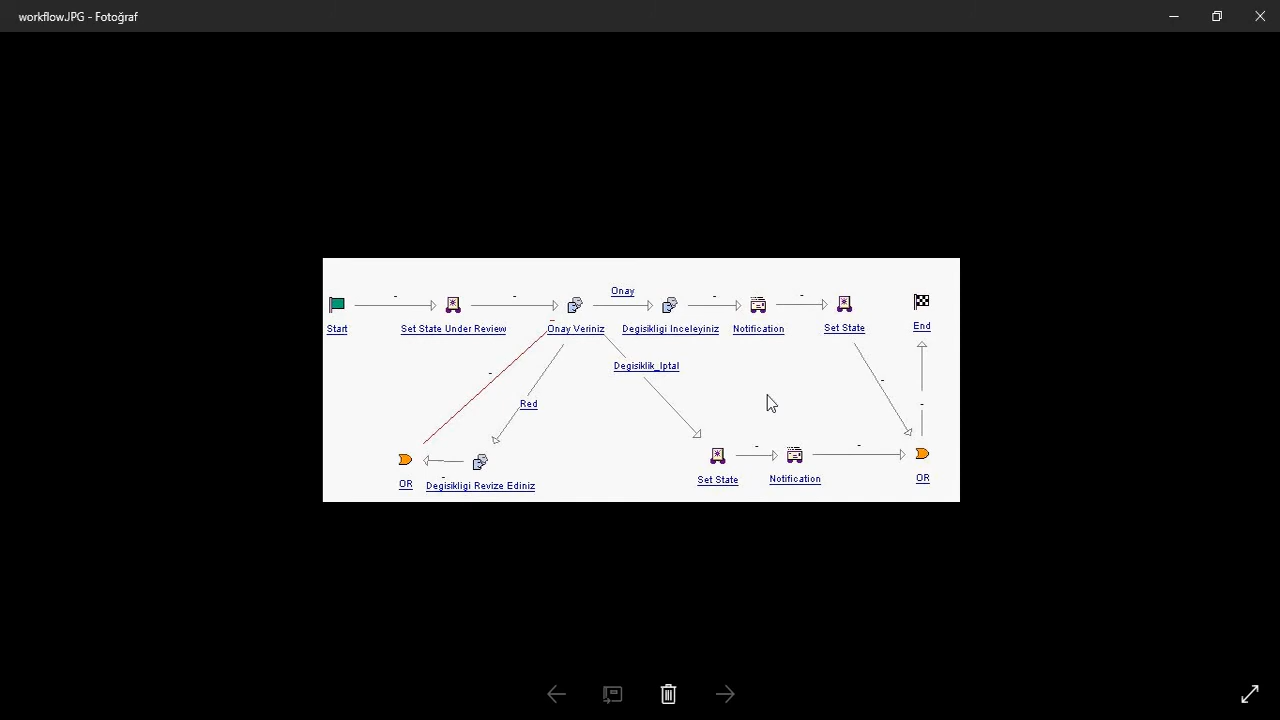 workflow.JPG - Fotoğraf
Onay
Start
Set State Under Review
Onay Veriniz
Degisikligi Inceleyiniz
Notification
Set State
End
Degisiklik_Iptal
Red
OR
Degisikligi Revize Ediniz
Set State
Notification
OR